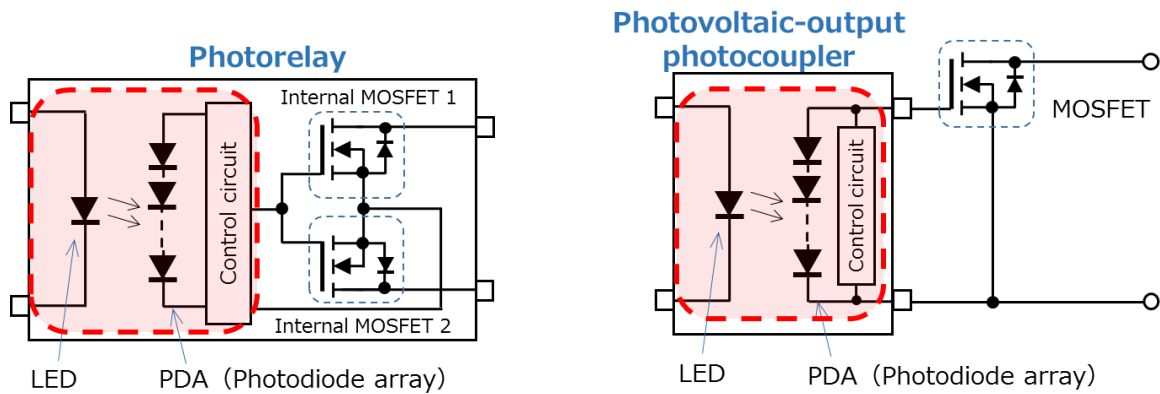 Photorelay
Internal MOSFET 1
Control circuit
Internal MOSFET 2
LED
PDA（Photodiode array）
Photovoltaic-output
photocoupler
MOSFET
Control circuit
LED
PDA（Photodiode array）